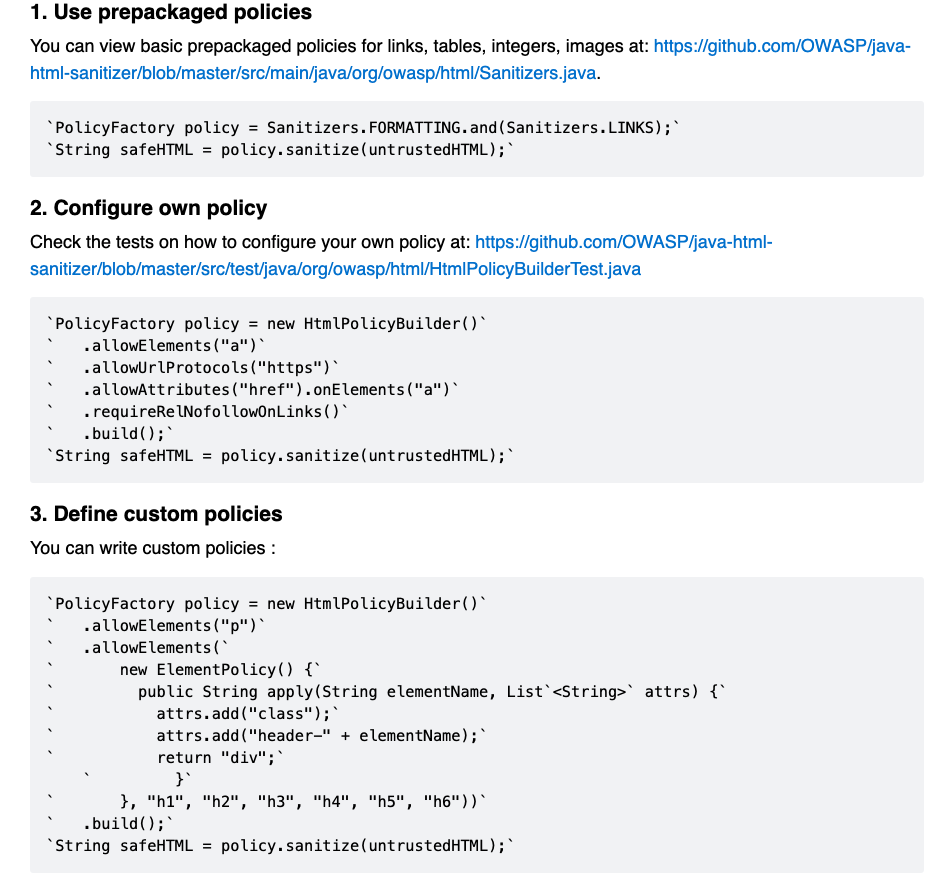 1. Use prepackaged policies
You can view basic prepackaged policies for links, tables, integers, images at: https://github.com/OWASP/java-
html-sanitizer/blob/master/src/main/java/org/owasp/html/Sanitizers.java.
`PolicyFactory policy = Sanitizers.FORMATTING.and(Sanitizers.LINKS);`
`String safeHTML = policy.sanitize(untrustedHTML);`
2. Configure own policy
Check the tests on how to configure your own policy at: https://github.com/OWASP/java-html-
sanitizer/blob/master/src/test/java/org/owasp/html/HtmlPolicyBuilderTest.java
`PolicyFactory policy = new HtmlPolicyBuilder()`
`   .allowElements("a")`
`   .allowUrlProtocols("https")`
`   .allowAttributes("href").onElements("a")`
`   .requireRelNofollowOnLinks()`
`   .build();`
`String safeHTML = policy.sanitize(untrustedHTML);`
3. Define custom policies
You can write custom policies :
`PolicyFactory policy = new HtmlPolicyBuilder()`
`   .allowElements("p")`
`   .allowElements(`
`       new ElementPolicy() {`
`         public String apply(String elementName, List`<String>` attrs) {`
`           attrs.add("class");`
`           attrs.add("header-" + elementName);`
`           return "div";`
    `         }`
`       }, "h1", "h2", "h3", "h4", "h5", "h6"))`
`   .build();`
`String safeHTML = policy.sanitize(untrustedHTML);`